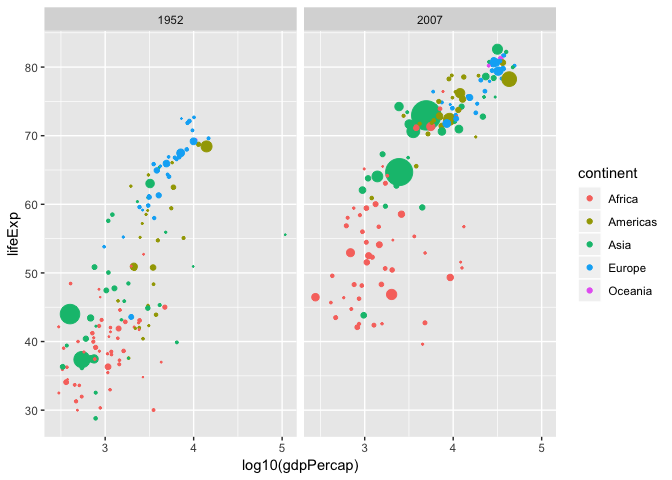 1952
2007
80
70
60
50
40
30
lifeExp
3
4
5
3
4
5
log10(gdpPercap)
continent
Africa
Americas
Asia
Europe
Oceania